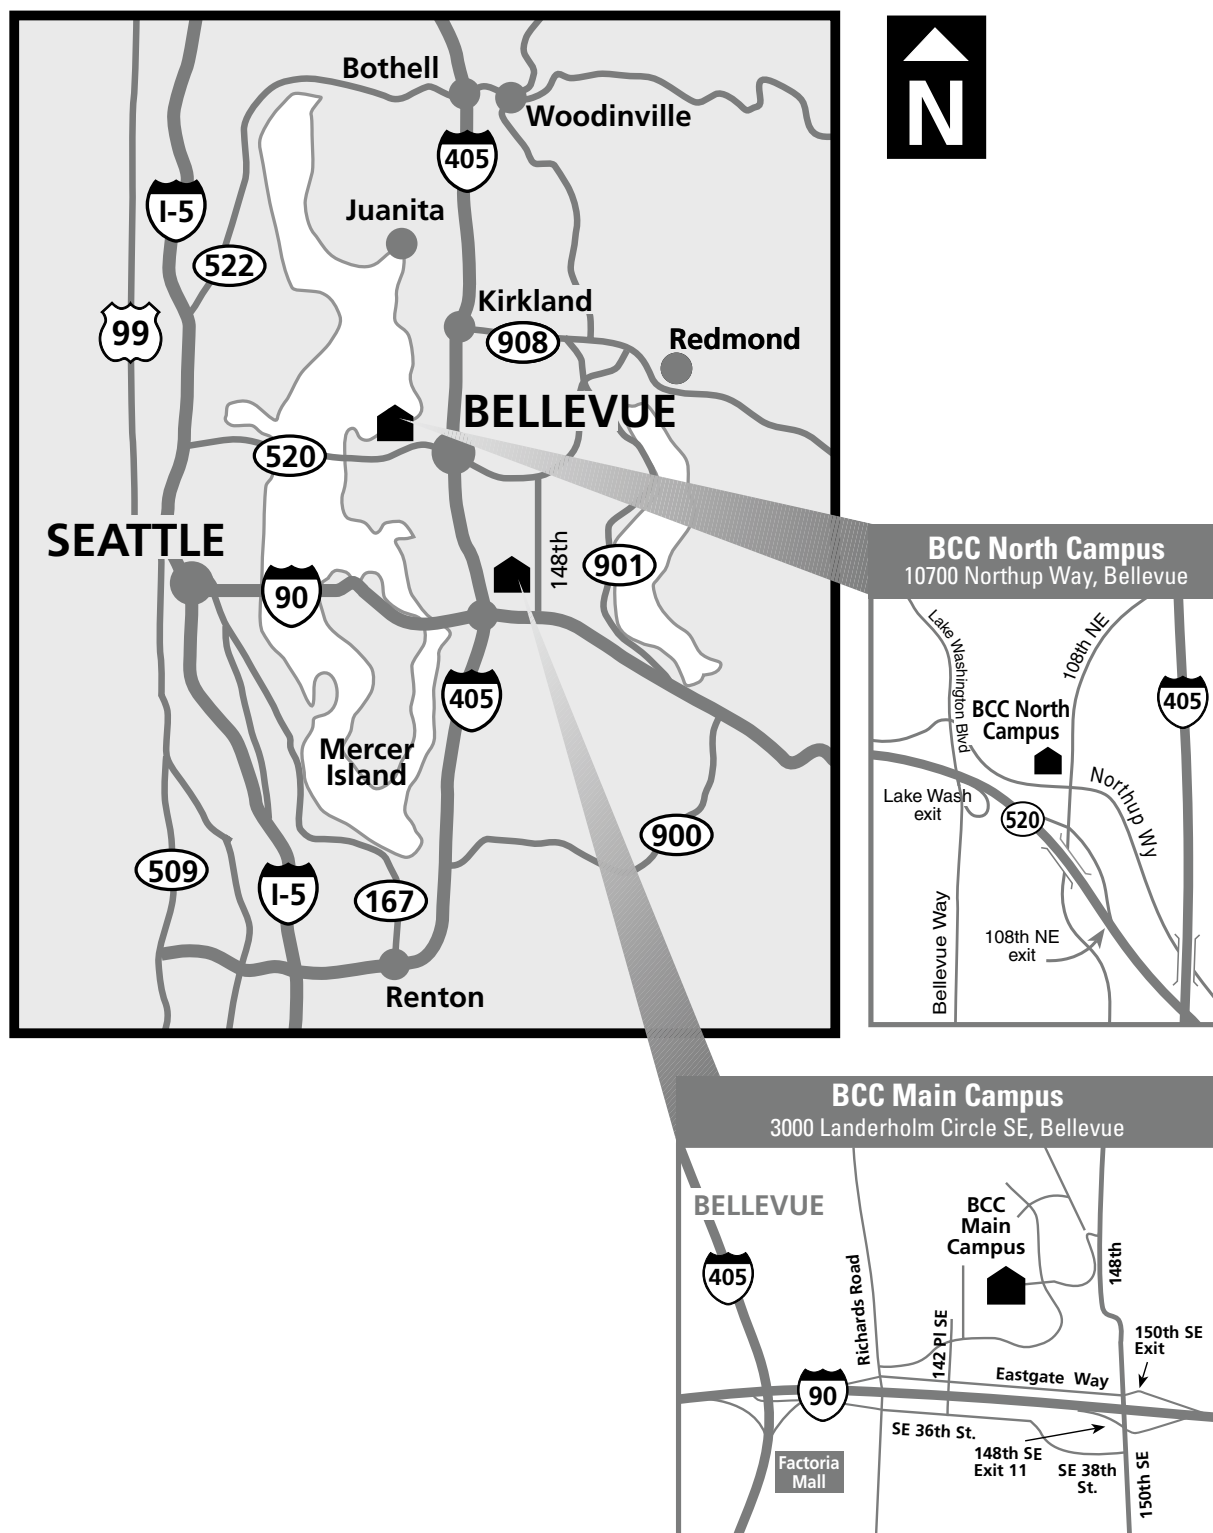 N
Bothell
Woodinville
405
Juanita
I-5
522
Kirkland
99
908
Redmond
BELLEVUE
520
SEATTLE
148th
901
90
405
Mercer
Island
900
509
I-5
167
Renton
BCC North Campus
10700 Northup Way, Bellevue
Lake Washington Blvd
108th NE
405
BCC North
Campus
Northup Wy
Lake Wash
exit
520
Bellevue Way
108th NE
exit
BCC Main Campus
3000 Landerholm Circle SE, Bellevue
BELLEVUE
BCC
Main
Campus
405
Richards Road
148th
142 Pl SE
150th SE
Exit
Eastgate Way
90
SE 36th St.
148th SE
Exit 11
SE 38th
St.
150th SE
Factoria
Mall